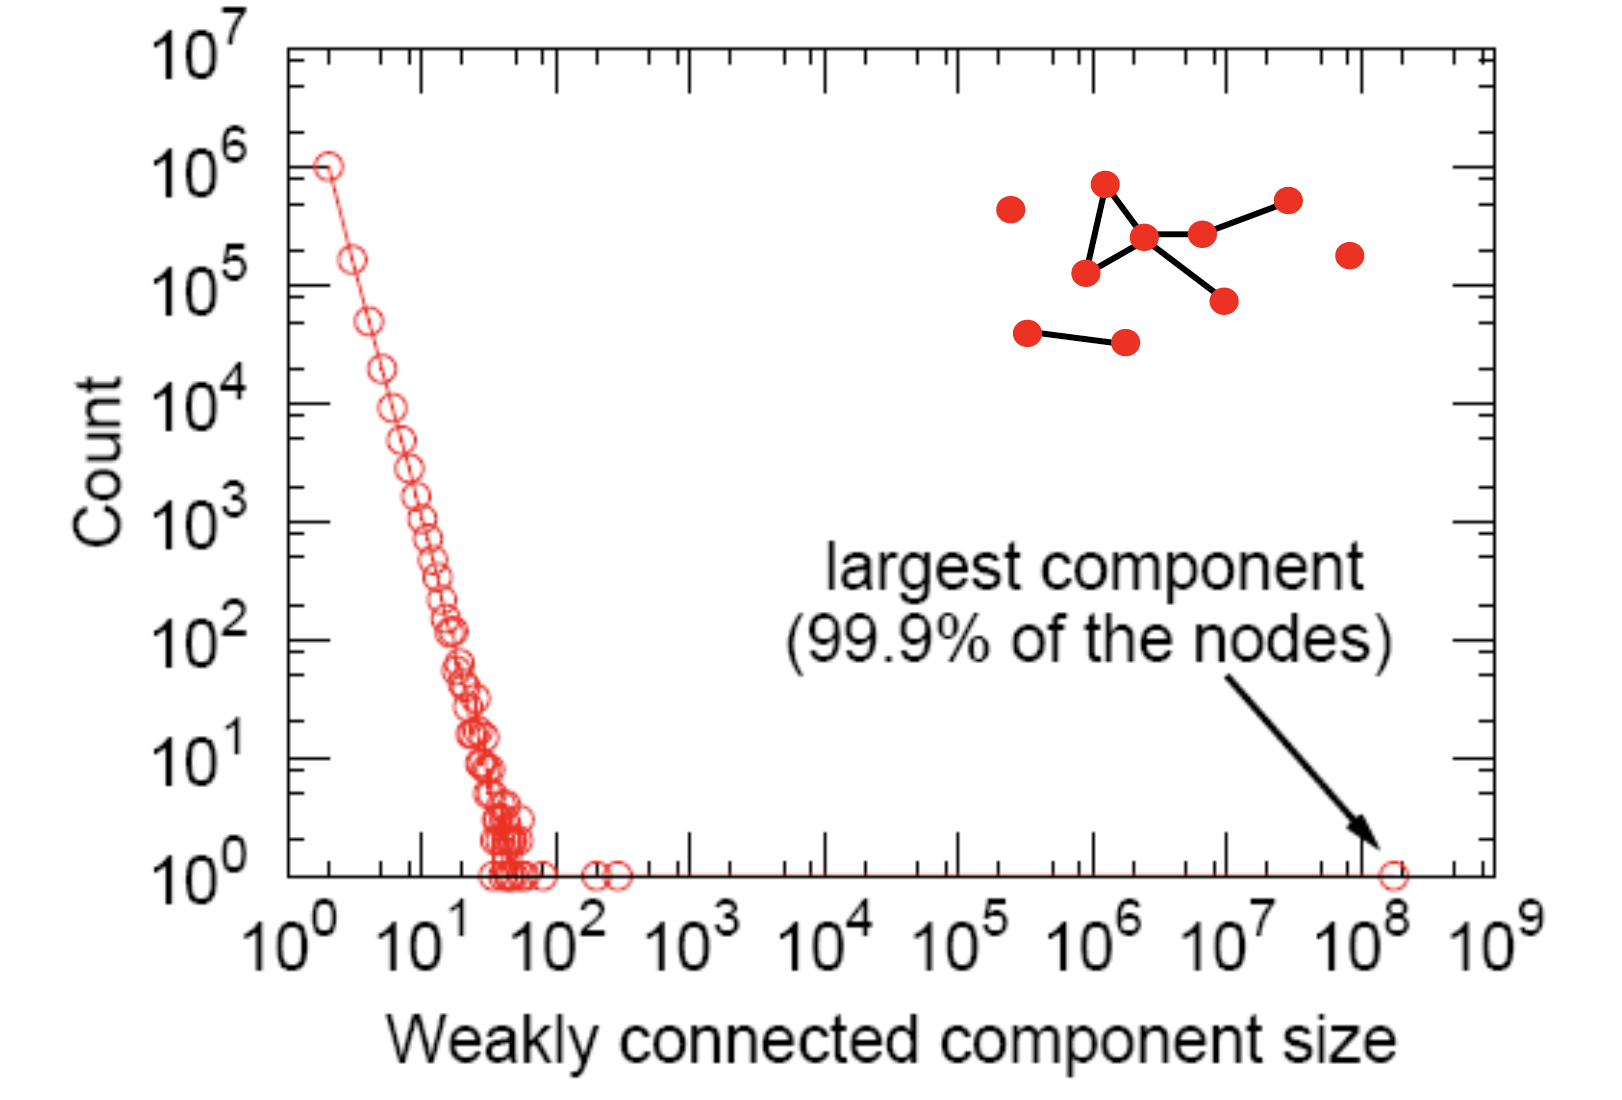 10^7
10^6
10^5
10^4
10^3
10^2
10^1
10^0
Count
largest component
(99.9% of the nodes)
10^0 10^1 10^2 10^3 10^4 10^5 10^6 10^7 10^8 10^9
Weakly connected component size